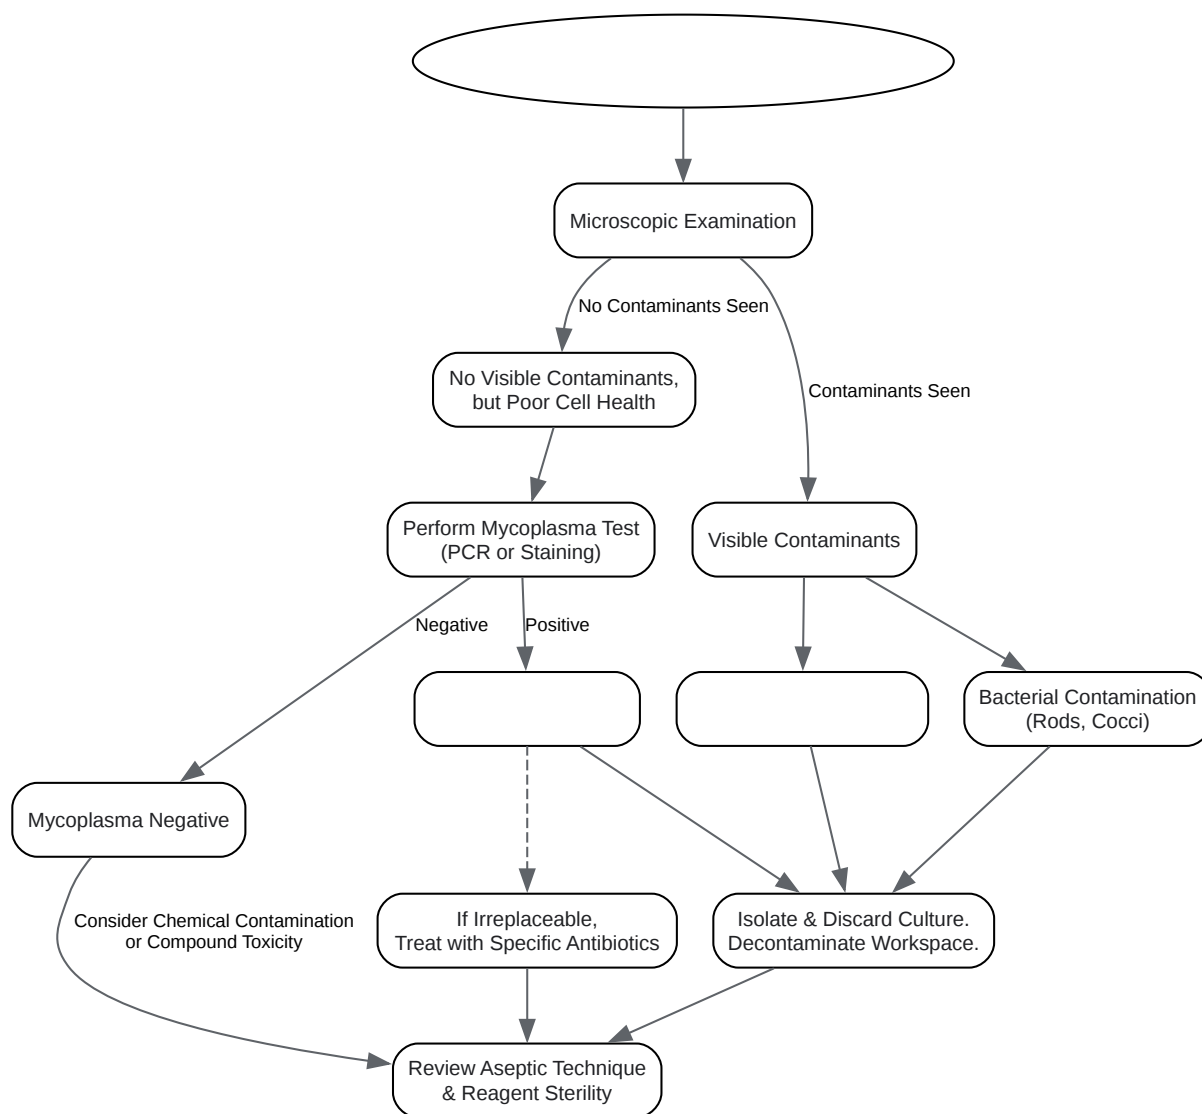 Microscopic Examination
No Contaminants Seen
No Visible Contaminants,
but Poor Cell Health
Contaminants Seen
Perform Mycoplasma Test
(PCR or Staining)
Visible Contaminants
Negative
Positive
Bacterial Contamination
(Rods, Cocci)
Mycoplasma Negative
Consider Chemical Contamination
or Compound Toxicity
If Irreplaceable,
Treat with Specific Antibiotics
Isolate & Discard Culture.
Decontaminate Workspace.
Review Aseptic Technique
& Reagent Sterility